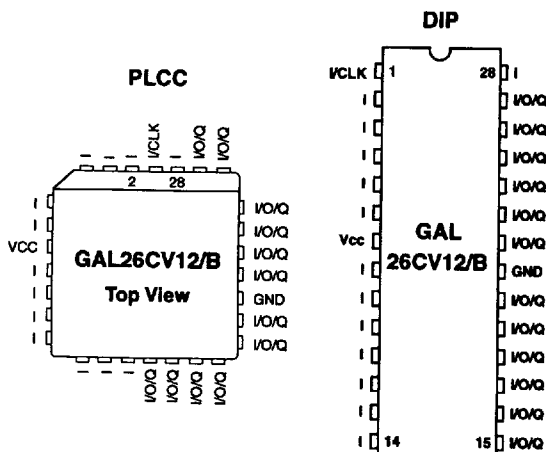 PLCC
I I I I/CLK I I/O/Q I/O/Q
2 28
I I/O/Q
I I/O/Q
VCC I/O/Q
I I/O/Q
I GND
I I/O/Q
I I/O/Q
GAL26CV12/B
Top View
I I I I/O/Q I/O/Q I/O/Q I/O/Q
DIP
I/CLK 1 28 I
I I/O/Q
I I/O/Q
I I/O/Q
I I/O/Q
I I/O/Q
Vcc I/O/Q
I GND
I I/O/Q
I I/O/Q
I I/O/Q
I I/O/Q
I I/O/Q
I 14 15 I/O/Q
GAL
26CV12/B